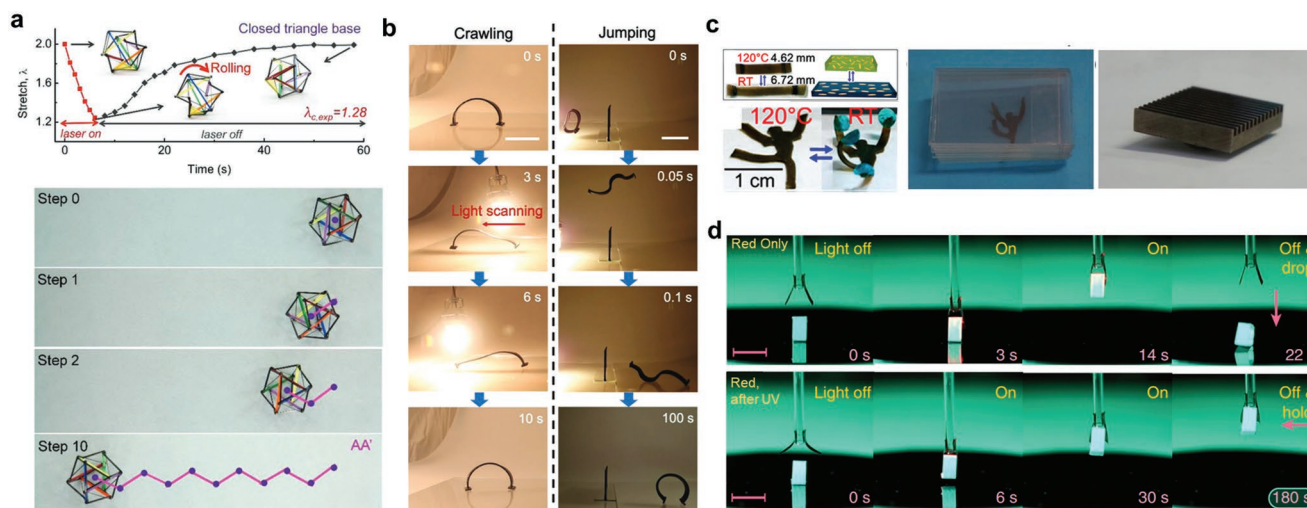 a
Closed triangle base
2.0
1.6
1.2
Stretch, λ
Rolling
λc,exp=1.28
laser on
laser off
0 20 40 60
Time (s)
Step 0
Step 1
Step 2
Step 10
AA'
b
Crawling
Jumping
0 s
0 s
3 s
0.05 s
Light scanning
6 s
0.1 s
10 s
100 s
c
120°C 4.62 mm
RT 6.72 mm
120°C
RT
1 cm
d
Red Only
Light off
On
On
Off &
drop
0 s
3 s
14 s
22
Red,
after UV
Light off
On
On
Off &
hold
0 s
6 s
30 s
180 s